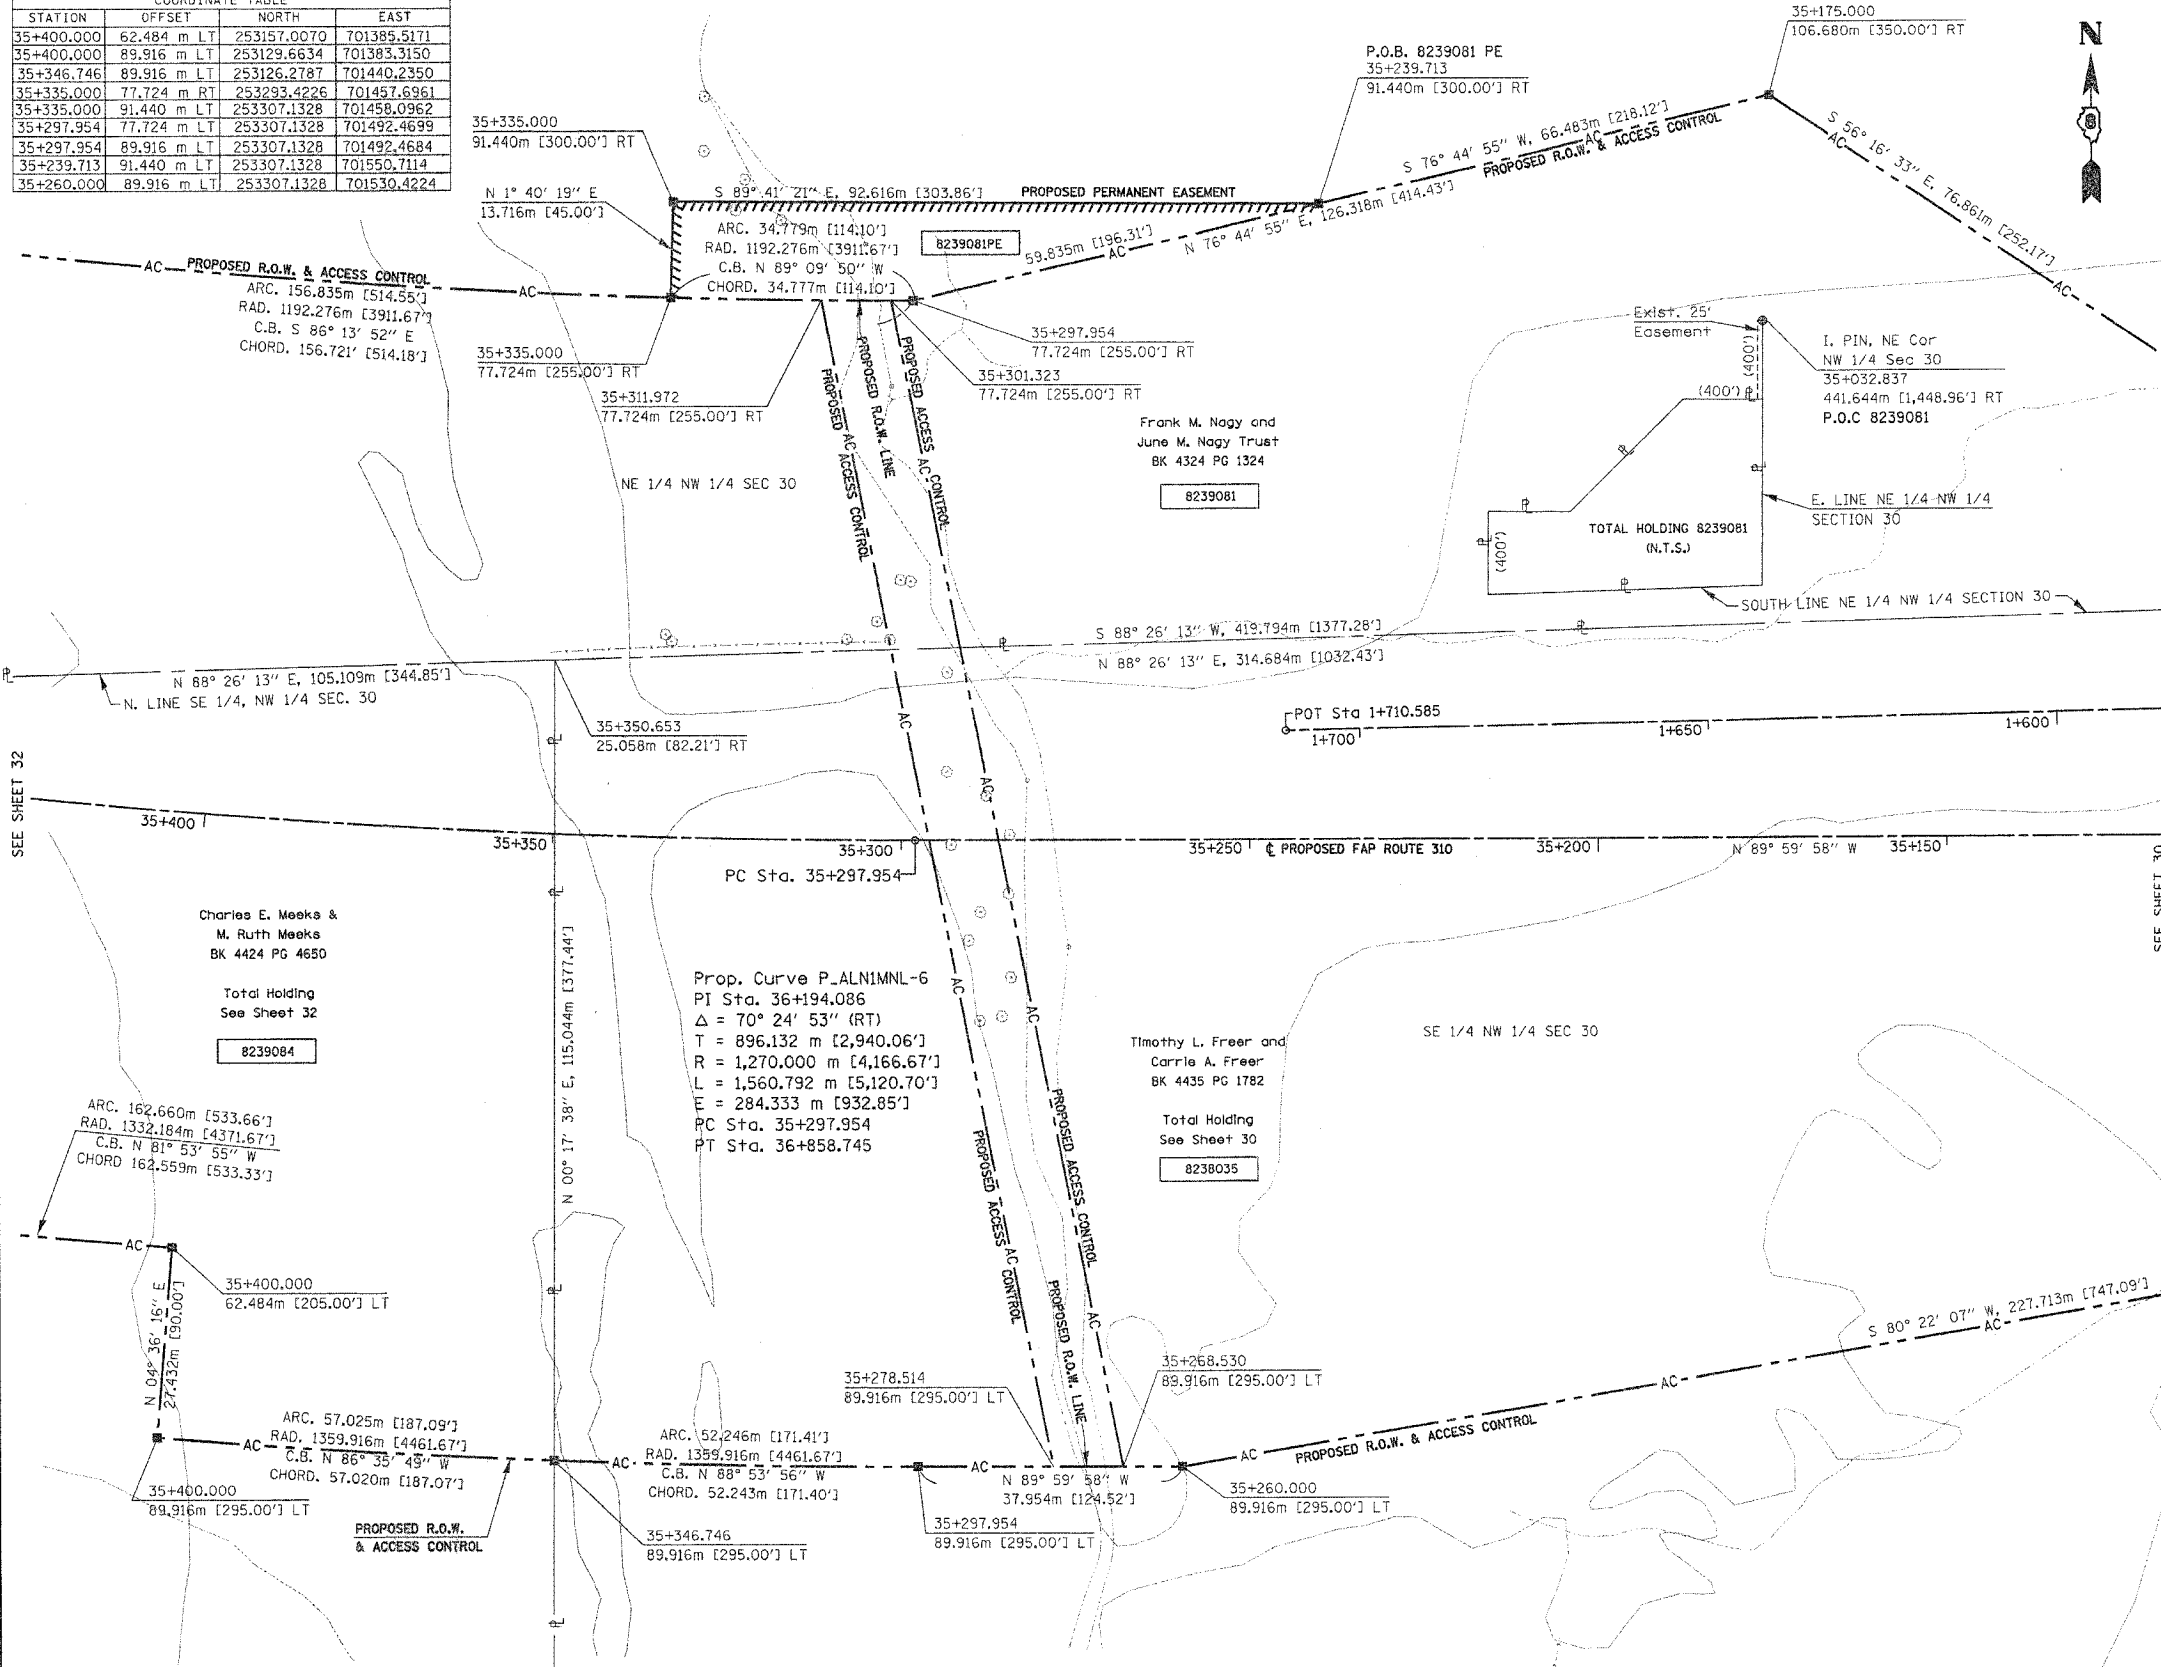 COORDINATE TABLE
STATION OFFSET NORTH EAST
35+400.000 62.484 m LT 253157.0070 701385.5171
35+400.000 89.916 m LT 253129.6634 701383.3150
35+346.746 89.916 m LT 253126.2787 701440.2350
35+335.000 77.724 m RT 253293.4226 701457.6961
35+335.000 91.440 m LT 253307.1328 701458.0962
35+297.954 77.724 m LT 253307.1328 701492.4699
35+297.954 89.916 m LT 253307.1328 701492.4684
35+239.713 91.440 m LT 253307.1328 701550.7114
35+260.000 89.916 m LT 253307.1328 701530.4224
35+175.000
106.680m [350.00'] RT
N
8
P.O.B. 8239081 PE
35+239.713
91.440m [300.00'] RT
35+335.000
91.440m [300.00'] RT
S 76° 44' 55" W, 66.483m [218.12']
AC
PROPOSED R.O.W. & ACCESS CONTROL
S 56° 16' 33" E, 76.861m [252.17']
AC
AC
N 1° 40' 19" E
13.716m [45.00']
S 89° 41' 21" E, 92.616m [303.86']
PROPOSED PERMANENT EASEMENT
ARC. 34.779m [114.10']
RAD. 1192.276m [3911.67']
C.B. N 89° 09' 50" W
CHORD. 34.777m [114.10']
8239081PE
59.835m [196.31']
AC
N 76° 44' 55" E, 126.318m [414.43']
AC
PROPOSED R.O.W. & ACCESS CONTROL
AC
ARC. 156.835m [514.55']
RAD. 1192.276m [3911.67']
C.B. S 86° 13' 52" E
CHORD. 156.721' [514.18']
35+335.000
77.724m [255.00'] RT
35+311.972
77.724m [255.00'] RT
35+297.954
77.724m [255.00'] RT
35+301.323
77.724m [255.00'] RT
PROPOSED AC ACCESS CONTROL
PROPOSED R.O.W. LINE
PROPOSED ACCESS AC CONTROL
Exist. 25'
Easement
(400')
(400')
(400')
I. PIN, NE Cor
NW 1/4 Sec 30
35+032.837
441.644m [1,448.96'] RT
P.O.C 8239081
Frank M. Nagy and
June M. Nagy Trust
BK 4324 PG 1324
8239081
NE 1/4 NW 1/4 SEC 30
E. LINE NE 1/4 NW 1/4
SECTION 30
TOTAL HOLDING 8239081
(N.T.S.)
SOUTH LINE NE 1/4 NW 1/4 SECTION 30
S 88° 26' 13" W, 419.794m [1377.28']
N 88° 26' 13" E, 314.684m [1032.43']
N 88° 26' 13" E, 105.109m [344.85']
N. LINE SE 1/4, NW 1/4 SEC. 30
35+350.653
25.058m [82.21'] RT
AC
AC
POT Sta 1+710.585
1+700
1+650
1+600
SEE SHEET 32
35+400
35+350
35+300
35+250
PROPOSED FAP ROUTE 310
35+200
N 89° 59' 58" W
35+150
SEE SHEET 30
PC Sta. 35+297.954
Charles E. Meeks &
M. Ruth Meeks
BK 4424 PG 4650
Total Holding
See Sheet 32
8239084
N 00° 17' 38" E, 115.044m [377.44']
Prop. Curve P_ALN1MNL-6
PI Sta. 36+194.086
Δ = 70° 24' 53" (RT)
T = 896.132 m [2,940.06']
R = 1,270.000 m [4,166.67']
L = 1,560.792 m [5,120.70']
E = 284.333 m [932.85']
PC Sta. 35+297.954
PT Sta. 36+858.745
AC
AC
Timothy L. Freer and
Carrie A. Freer
BK 4435 PG 1782
Total Holding
See Sheet 30
8238035
SE 1/4 NW 1/4 SEC 30
ARC. 162.660m [533.66']
RAD. 1332.184m [4371.67']
C.B. N 81° 53' 55" W
CHORD 162.559m [533.33']
AC
35+400.000
62.484m [205.00'] LT
N 04° 36' 16" E
27.432m [90.00']
PROPOSED ACCESS AC CONTROL
PROPOSED ACCESS CONTROL
AC
PROPOSED R.O.W. LINE
S 80° 22' 07" W, 227.713m [747.09']
AC
AC
35+278.514
89.916m [295.00'] LT
35+268.530
89.916m [295.00'] LT
ARC. 57.025m [187.09']
AC
RAD. 1359.916m [4461.67']
C.B. N 86° 35' 49" W
CHORD. 57.020m [187.07']
ARC. 52.246m [171.41']
AC
RAD. 1359.916m [4461.67']
C.B. N 88° 53' 56" W
CHORD. 52.243m [171.40']
AC
N 89° 59' 58" W
37.954m [124.52']
AC
PROPOSED R.O.W. & ACCESS CONTROL
35+400.000
89.916m [295.00'] LT
PROPOSED R.O.W.
& ACCESS CONTROL
35+346.746
89.916m [295.00'] LT
35+297.954
89.916m [295.00'] LT
35+260.000
89.916m [295.00'] LT